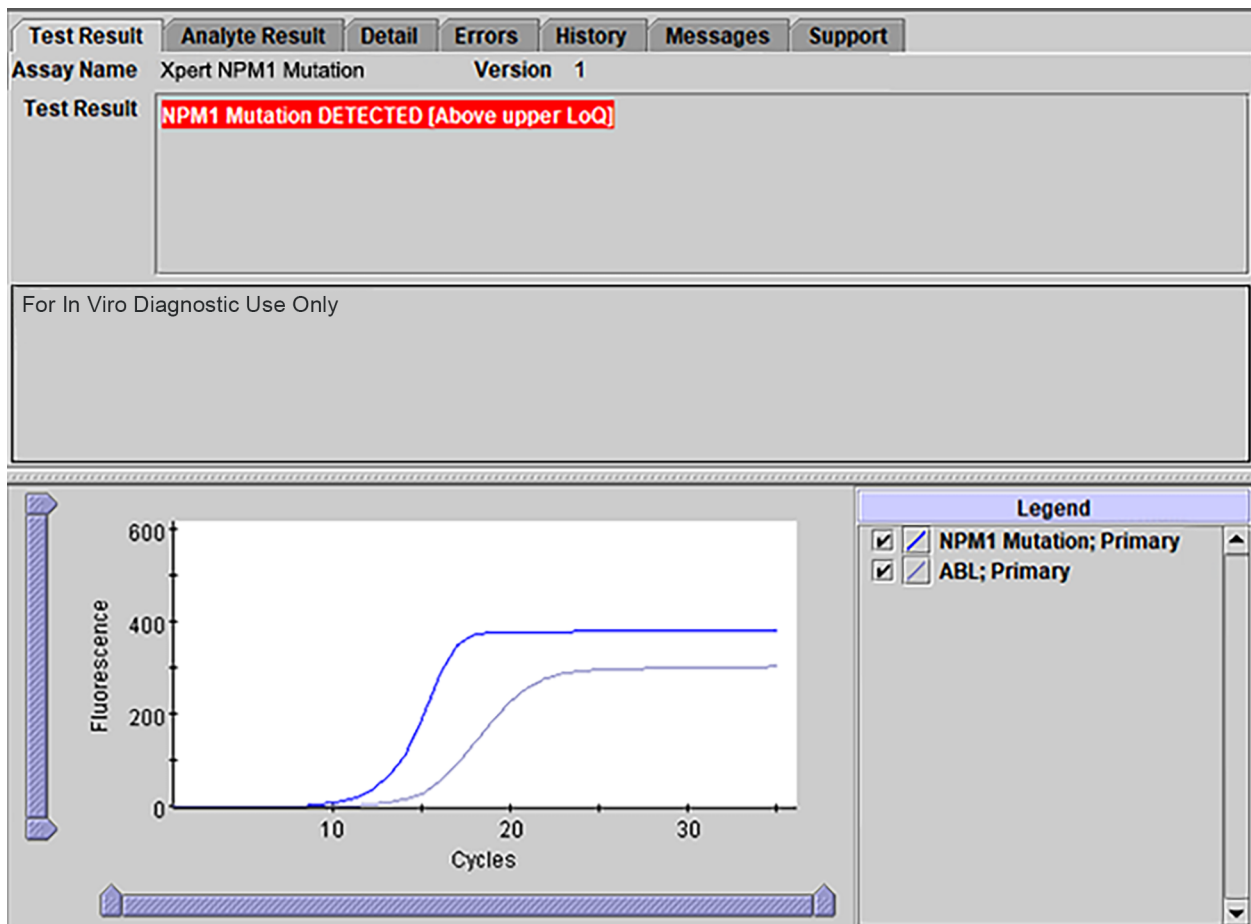 Test Result Analyte Result Detail Errors History Messages Support
Assay Name Xpert NPM1 Mutation Version 1
Test Result NPM1 Mutation DETECTED [Above upper LoQ]
For In Viro Diagnostic Use Only
600
400
200
0
Fluorescence
10 20 30
Cycles
Legend
NPM1 Mutation; Primary
ABL; Primary